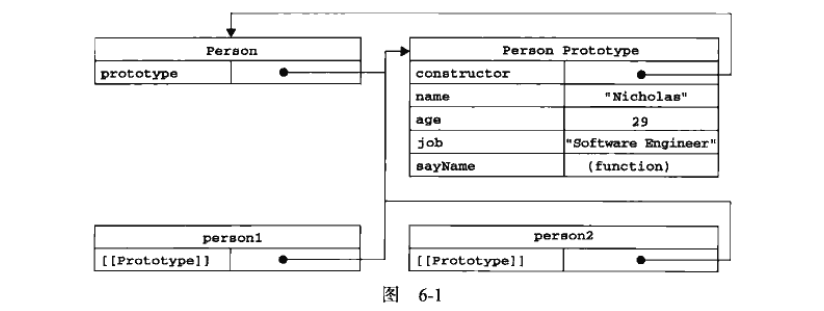 Person
prototype
Person Prototype
constructor
name "Nicholas"
age 29
job "Software Engineer"
sayName (function)
person1
[[Prototype]]
person2
[[Prototype]]
图 6-1